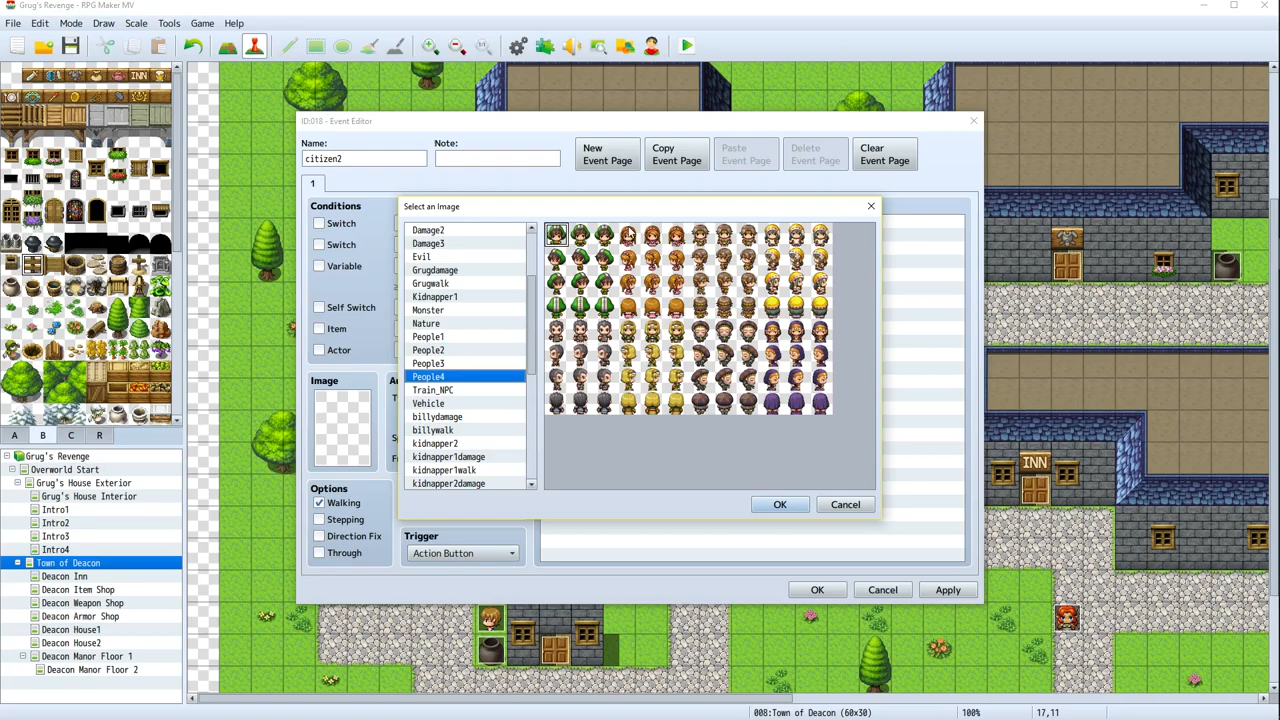 Grug's Revenge - RPG Maker MV
File Edit Mode Draw Scale Tools Game Help
INN
ID:018 - Event Editor
Name:
citizen2
Note:
New
Event Page
Copy
Event Page
Paste
Event Page
Delete
Event Page
Clear
Event Page
1
Conditions
Switch
Switch
Variable
Self Switch
Item
Actor
Image
Options
Walking
Stepping
Direction Fix
Through
Trigger
Action Button
OK
Cancel
Apply
Select an Image
Damage2
Damage3
Evil
Grugdamage
Grugwalk
Kidnapper1
Monster
Nature
People1
People2
People3
People4
Train_NPC
Vehicle
billydamage
billywalk
kidnapper2
kidnapper1damage
kidnapper1walk
kidnapper2damage
OK
Cancel
INN
A B C R
Grug's Revenge
Overworld Start
Grug's House Exterior
Grug's House Interior
Intro1
Intro2
Intro3
Intro4
Town of Deacon
Deacon Inn
Deacon Item Shop
Deacon Weapon Shop
Deacon Armor Shop
Deacon House1
Deacon House2
Deacon Manor Floor 1
Deacon Manor Floor 2
008:Town of Deacon (60x30)
100%
17,11